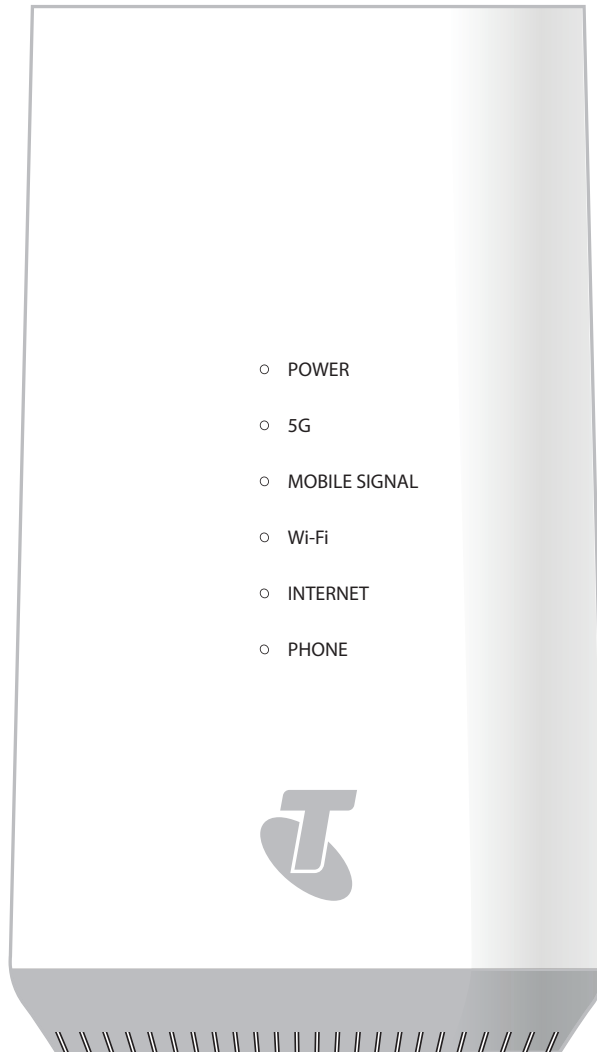 POWER
5G
MOBILE SIGNAL
Wi-Fi
INTERNET
PHONE
T